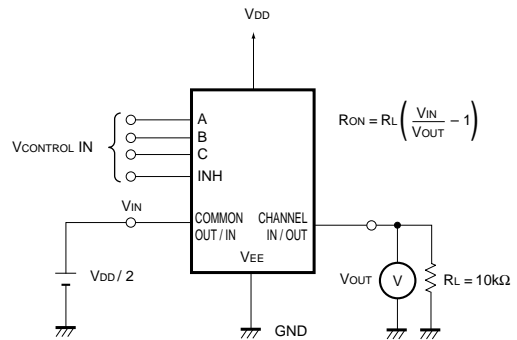 VDD
A
B
C
INH
VCONTROL IN
RON = RL ( VIN / VOUT − 1 )
VIN
COMMON OUT / IN
CHANNEL IN / OUT
VEE
VDD / 2
VOUT
V
RL = 10kΩ
GND